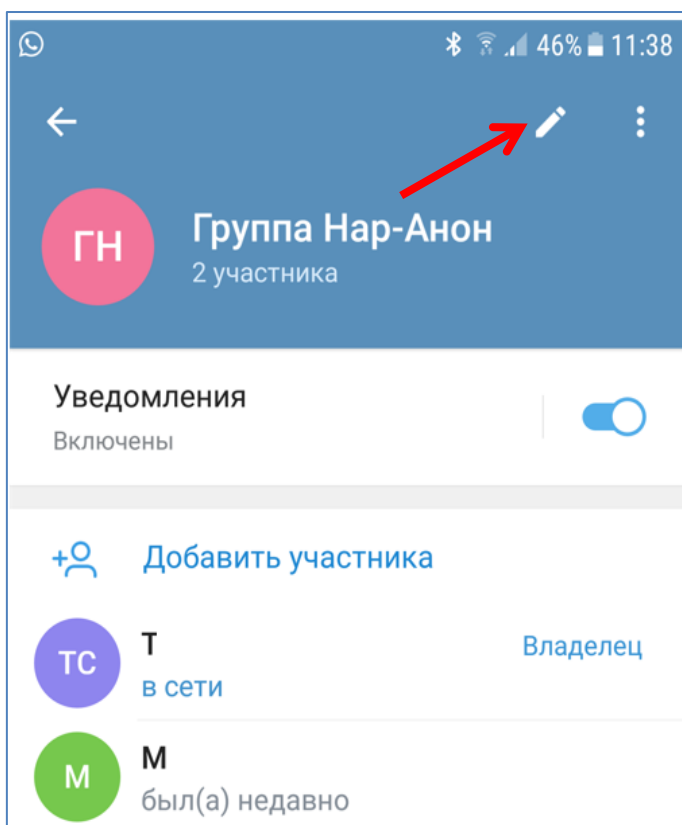 46% 11:38
ГН
Группа Нар-Анон
2 участника
Уведомления
Включены
Добавить участника
ТС
Т
Владелец
в сети
М
М
был(а) недавно